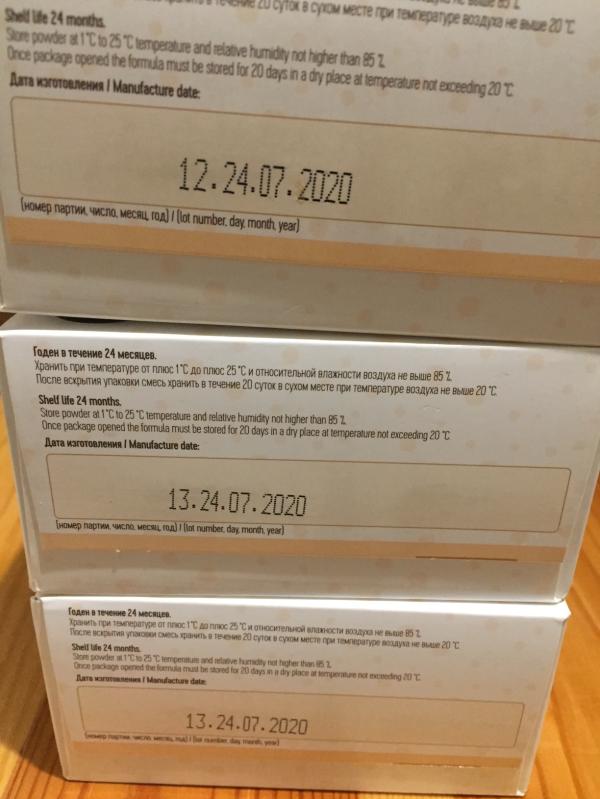 хранить в течение 20 суток в сухом месте при температуре воздуха не выше 20 °C.
Shelf life 24 months.
Store powder at 1 °C to 25 °C temperature and relative humidity not higher than 85 %.
Once package opened the formula must be stored for 20 days in a dry place at temperature not exceeding 20 °C.
Дата изготовления / Manufacture date:
12.24.07.2020
(номер партии, число, месяц, год) / (lot number, day, month, year)
Годен в течение 24 месяцев.
Хранить при температуре от плюс 1 °C до плюс 25 °C и относительной влажности воздуха не выше 85 %.
После вскрытия упаковки смесь хранить в течение 20 суток в сухом месте при температуре воздуха не выше 20 °C.
Shelf life 24 months.
Store powder at 1 °C to 25 °C temperature and relative humidity not higher than 85 %.
Once package opened the formula must be stored for 20 days in a dry place at temperature not exceeding 20 °C.
Дата изготовления / Manufacture date:
13.24.07.2020
(номер партии, число, месяц, год) / (lot number, day, month, year)
Годен в течение 24 месяцев.
Хранить при температуре от плюс 1 °C до плюс 25 °C и относительной влажности воздуха не выше 85 %.
После вскрытия упаковки смесь хранить в течение 20 суток в сухом месте при температуре воздуха не выше 20 °C.
Shelf life 24 months.
Store powder at 1 °C to 25 °C temperature and relative humidity not higher than 85 %.
Once package opened the formula must be stored for 20 days in a dry place at temperature not exceeding 20 °C.
Дата изготовления / Manufacture date:
13.24.07.2020
(номер партии, число, месяц, год) / (lot number, day, month, year)